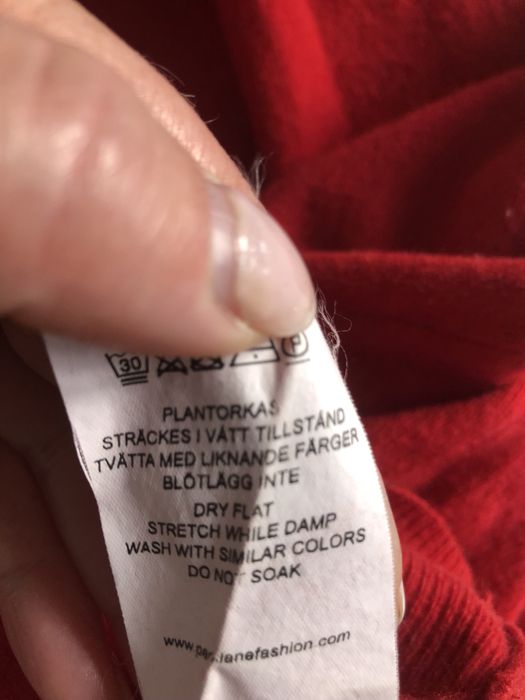 30 P
PLANTORKAS
STRÄCKES I VÅTT TILLSTÅND
TVÄTTA MED LIKNANDE FÄRGER
BLÖTLÄGG INTE
DRY FLAT
STRETCH WHILE DAMP
WASH WITH SIMILAR COLORS
DO NOT SOAK